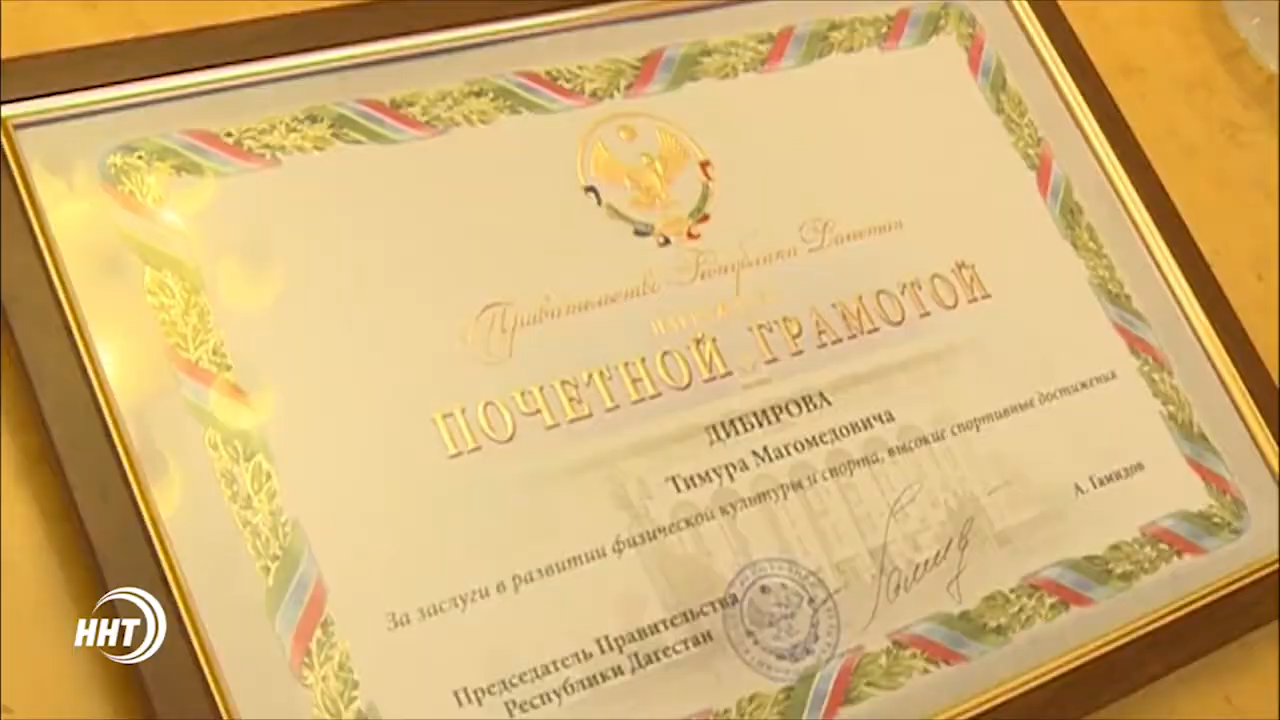 Правительство Республики Дагестан
НАГРАЖДАЕТ
ПОЧЕТНОЙ ГРАМОТОЙ
ДИБИРОВА
Тимура Магомедовича
За заслуги в развитии физической культуры и спорта, высокие спортивные достижения
Председатель Правительства
Республики Дагестан
А. Гамидов
ННТ